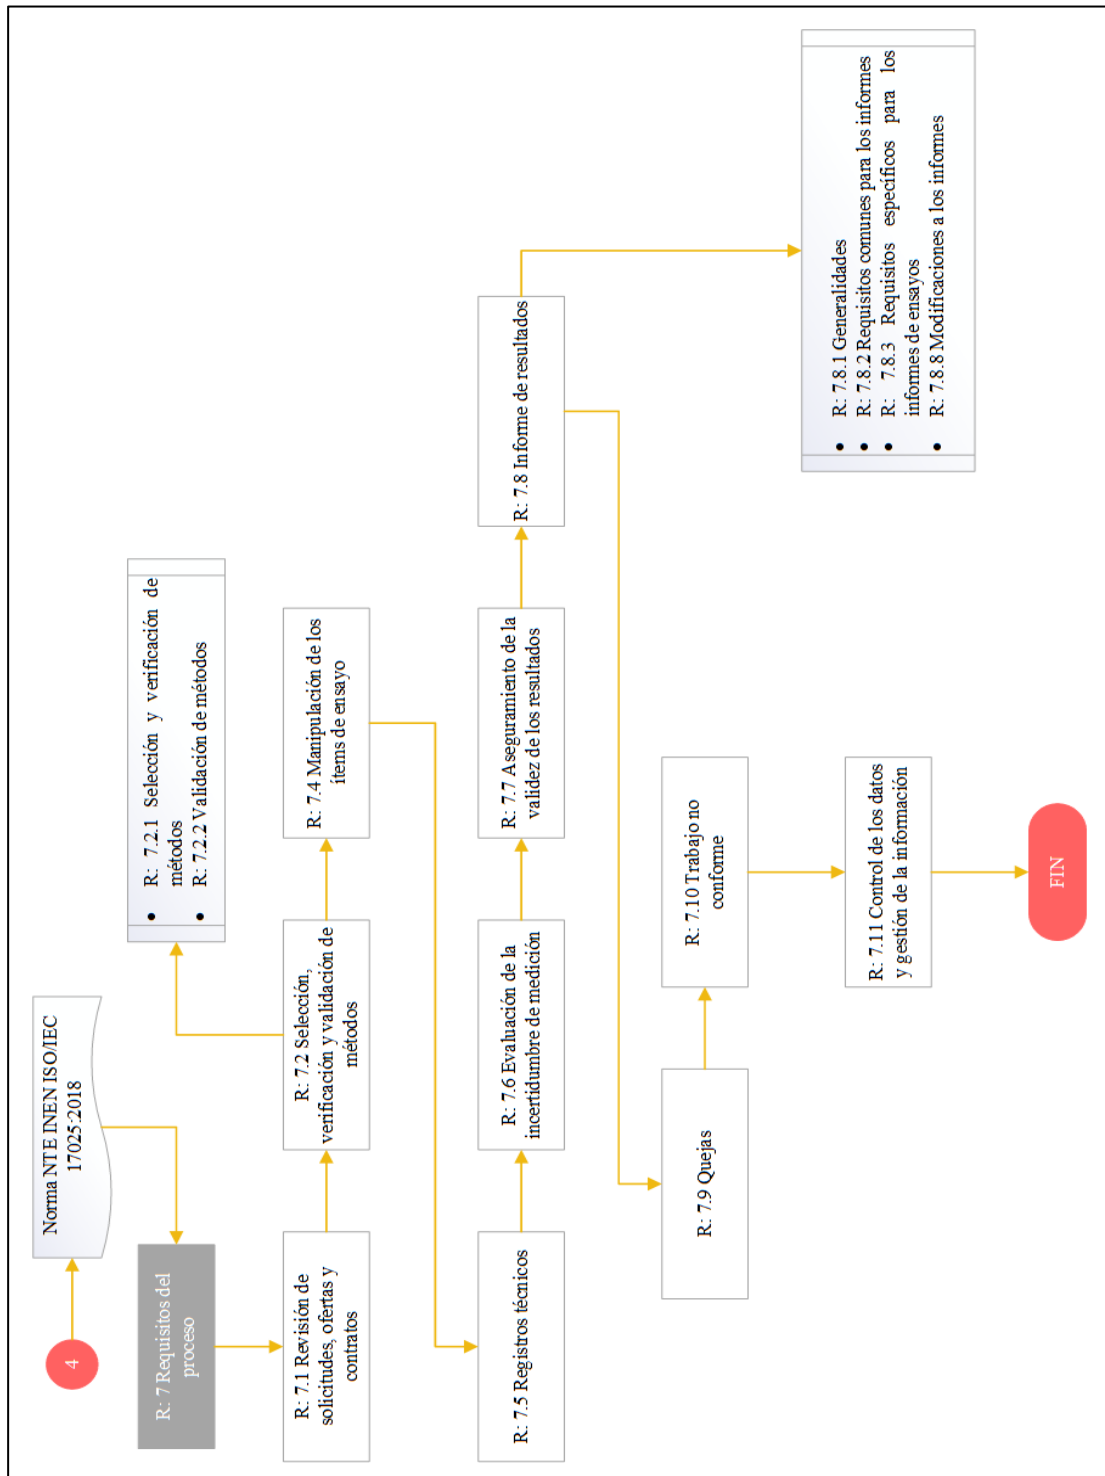 4
Norma NTE INEN ISO/IEC
17025:2018
R: 7 Requisitos del
proceso
• R: 7.2.1 Selección y verificación de
métodos
• R: 7.2.2 Validación de métodos
R: 7.1 Revisión de
solicitudes, ofertas y
contratos
R: 7.2 Selección,
verificación y validación de
métodos
R: 7.4 Manipulación de los
ítems de ensayo
R: 7.5 Registros técnicos
R: 7.6 Evaluación de la
incertidumbre de medición
R: 7.7 Aseguramiento de la
validez de los resultados
R: 7.8 Informe de resultados
R: 7.9 Quejas
R: 7.10 Trabajo no
conforme
• R: 7.8.1 Generalidades
• R: 7.8.2 Requisitos comunes para los informes
• R: 7.8.3 Requisitos específicos para los
informes de ensayos
• R: 7.8.8 Modificaciones a los informes
R: 7.11 Control de los datos
y gestión de la información
FIN